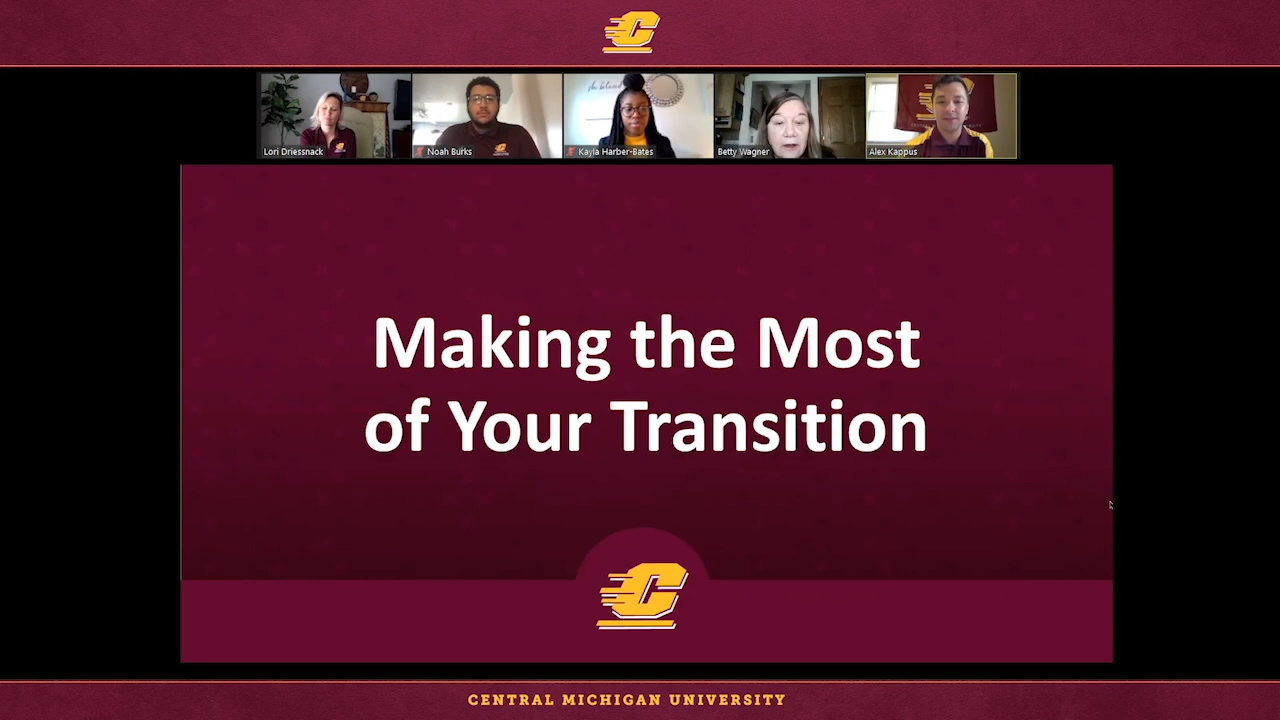 Lori Driessnack
Noah Burks
Kayla Harber-Bates
Betty Wagner
Alex Kappus
Making the Most
of Your Transition
CENTRAL MICHIGAN UNIVERSITY